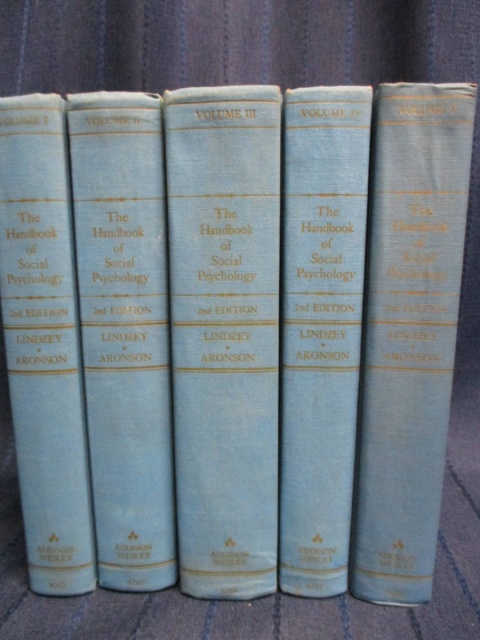 VOLUME I
The
Handbook
of
Social
Psychology
2nd EDITION
LINDZEY
•
ARONSON
ADDISON
WESLEY
VOLUME II
The
Handbook
of
Social
Psychology
2nd EDITION
LINDZEY
•
ARONSON
ADDISON
WESLEY
VOLUME III
The
Handbook
of
Social
Psychology
2nd EDITION
LINDZEY
•
ARONSON
ADDISON
WESLEY
VOLUME IV
The
Handbook
of
Social
Psychology
2nd EDITION
LINDZEY
•
ARONSON
ADDISON
WESLEY
VOLUME
The
Handbook
of
Social
Psychology
2nd EDITION
LINDZEY
•
ARONSON
ADDISON
WESLEY